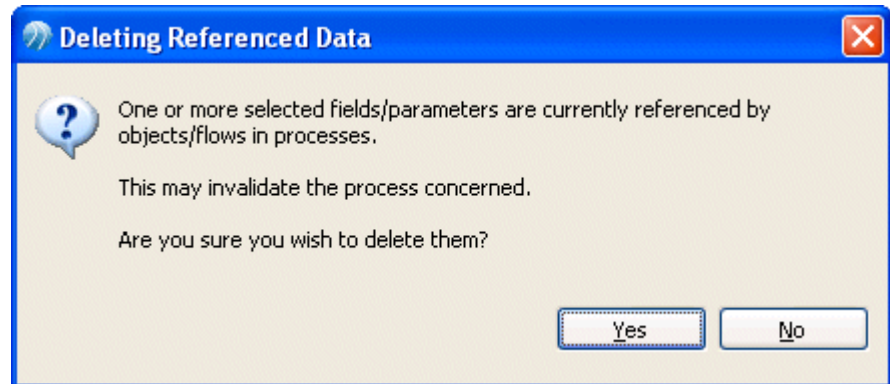 Deleting Referenced Data
One or more selected fields/parameters are currently referenced by
objects/flows in processes.
This may invalidate the process concerned.
Are you sure you wish to delete them?
Yes
No